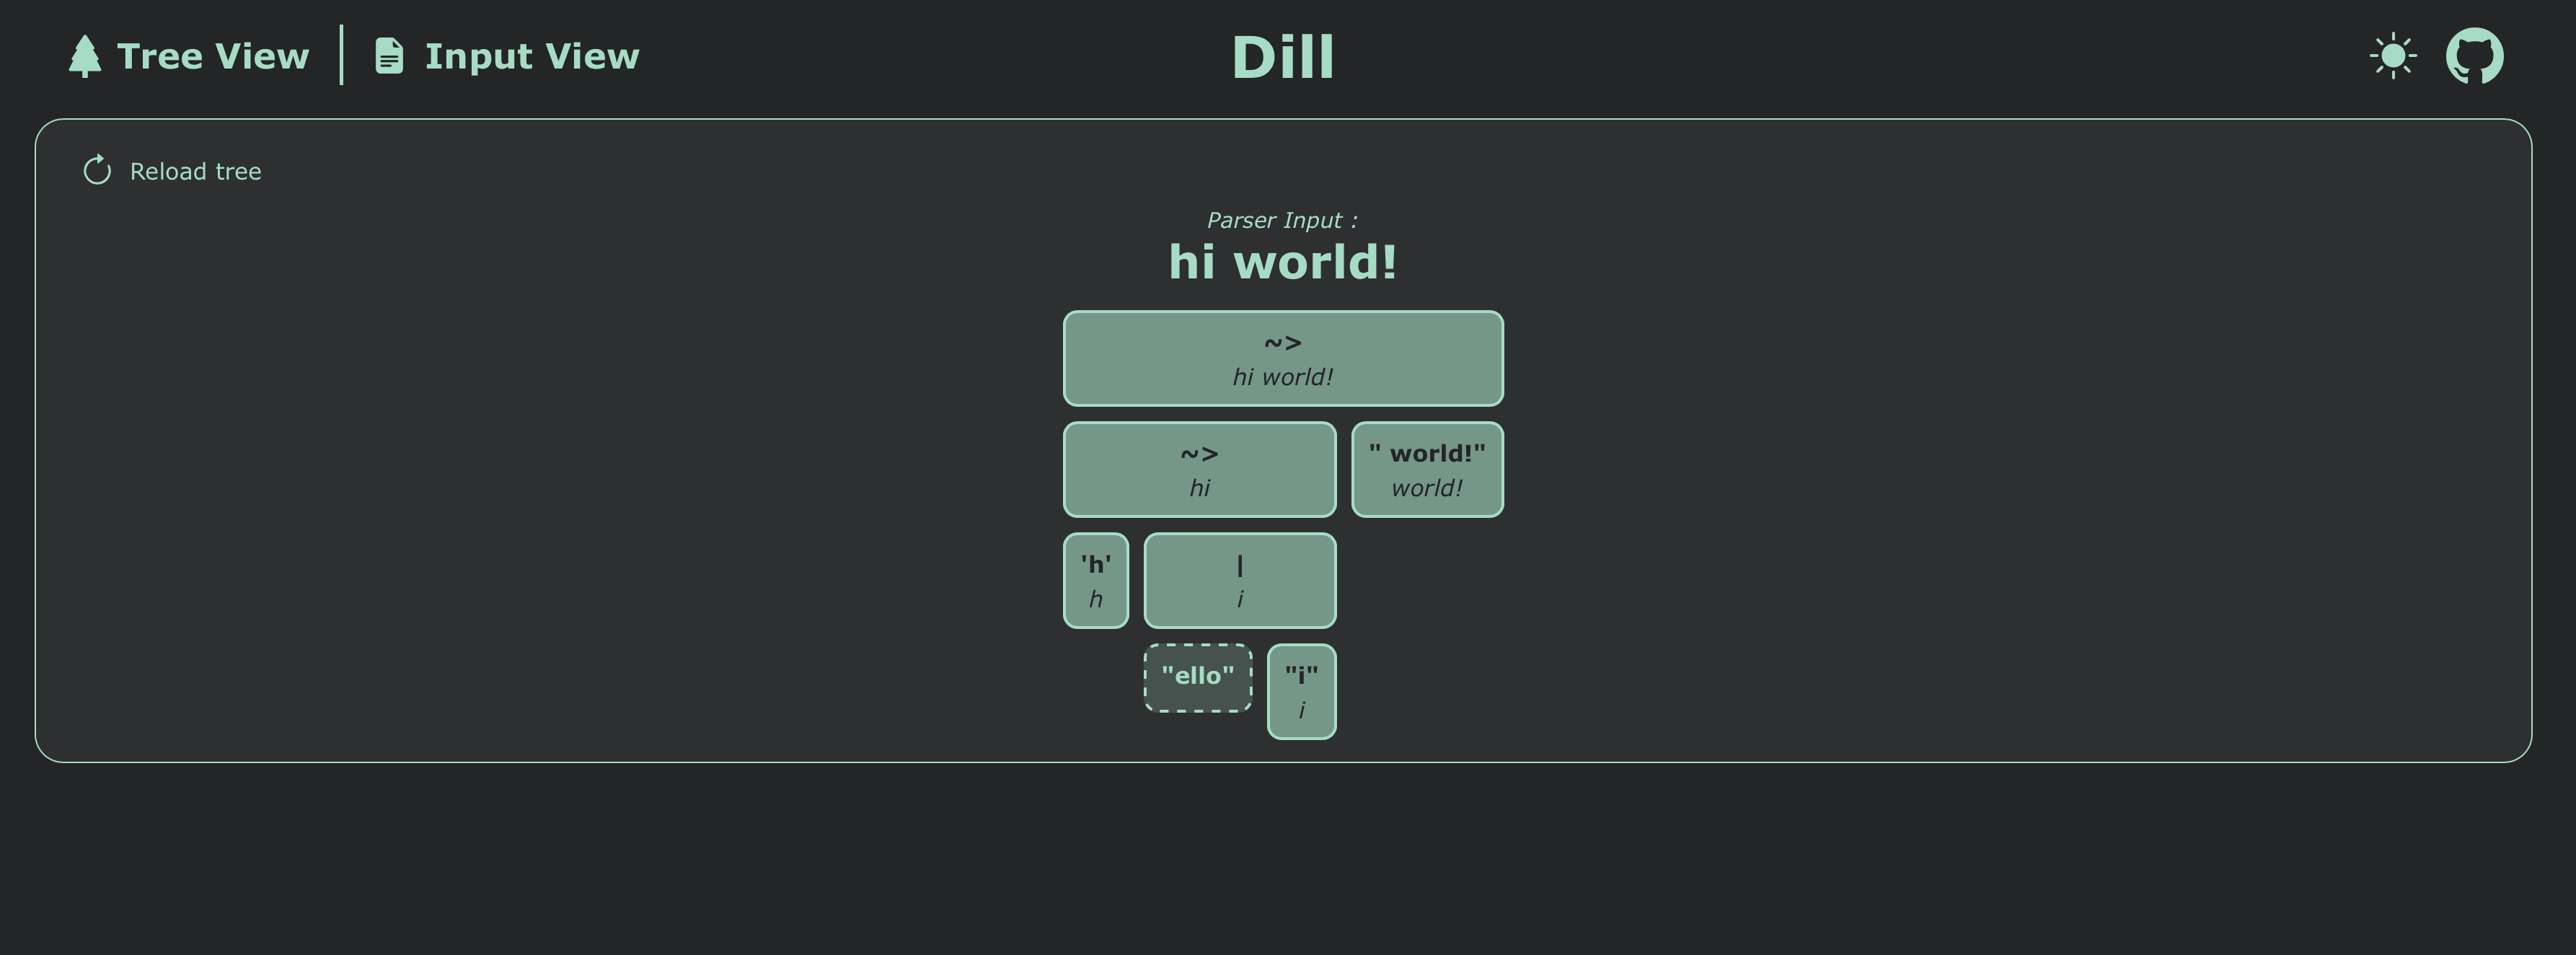 Tree View
Input View
Dill
Reload tree
Parser Input :
hi world!
~>
hi world!
~>
hi
" world!"
world!
'h'
h
|
i
"ello"
"i"
i